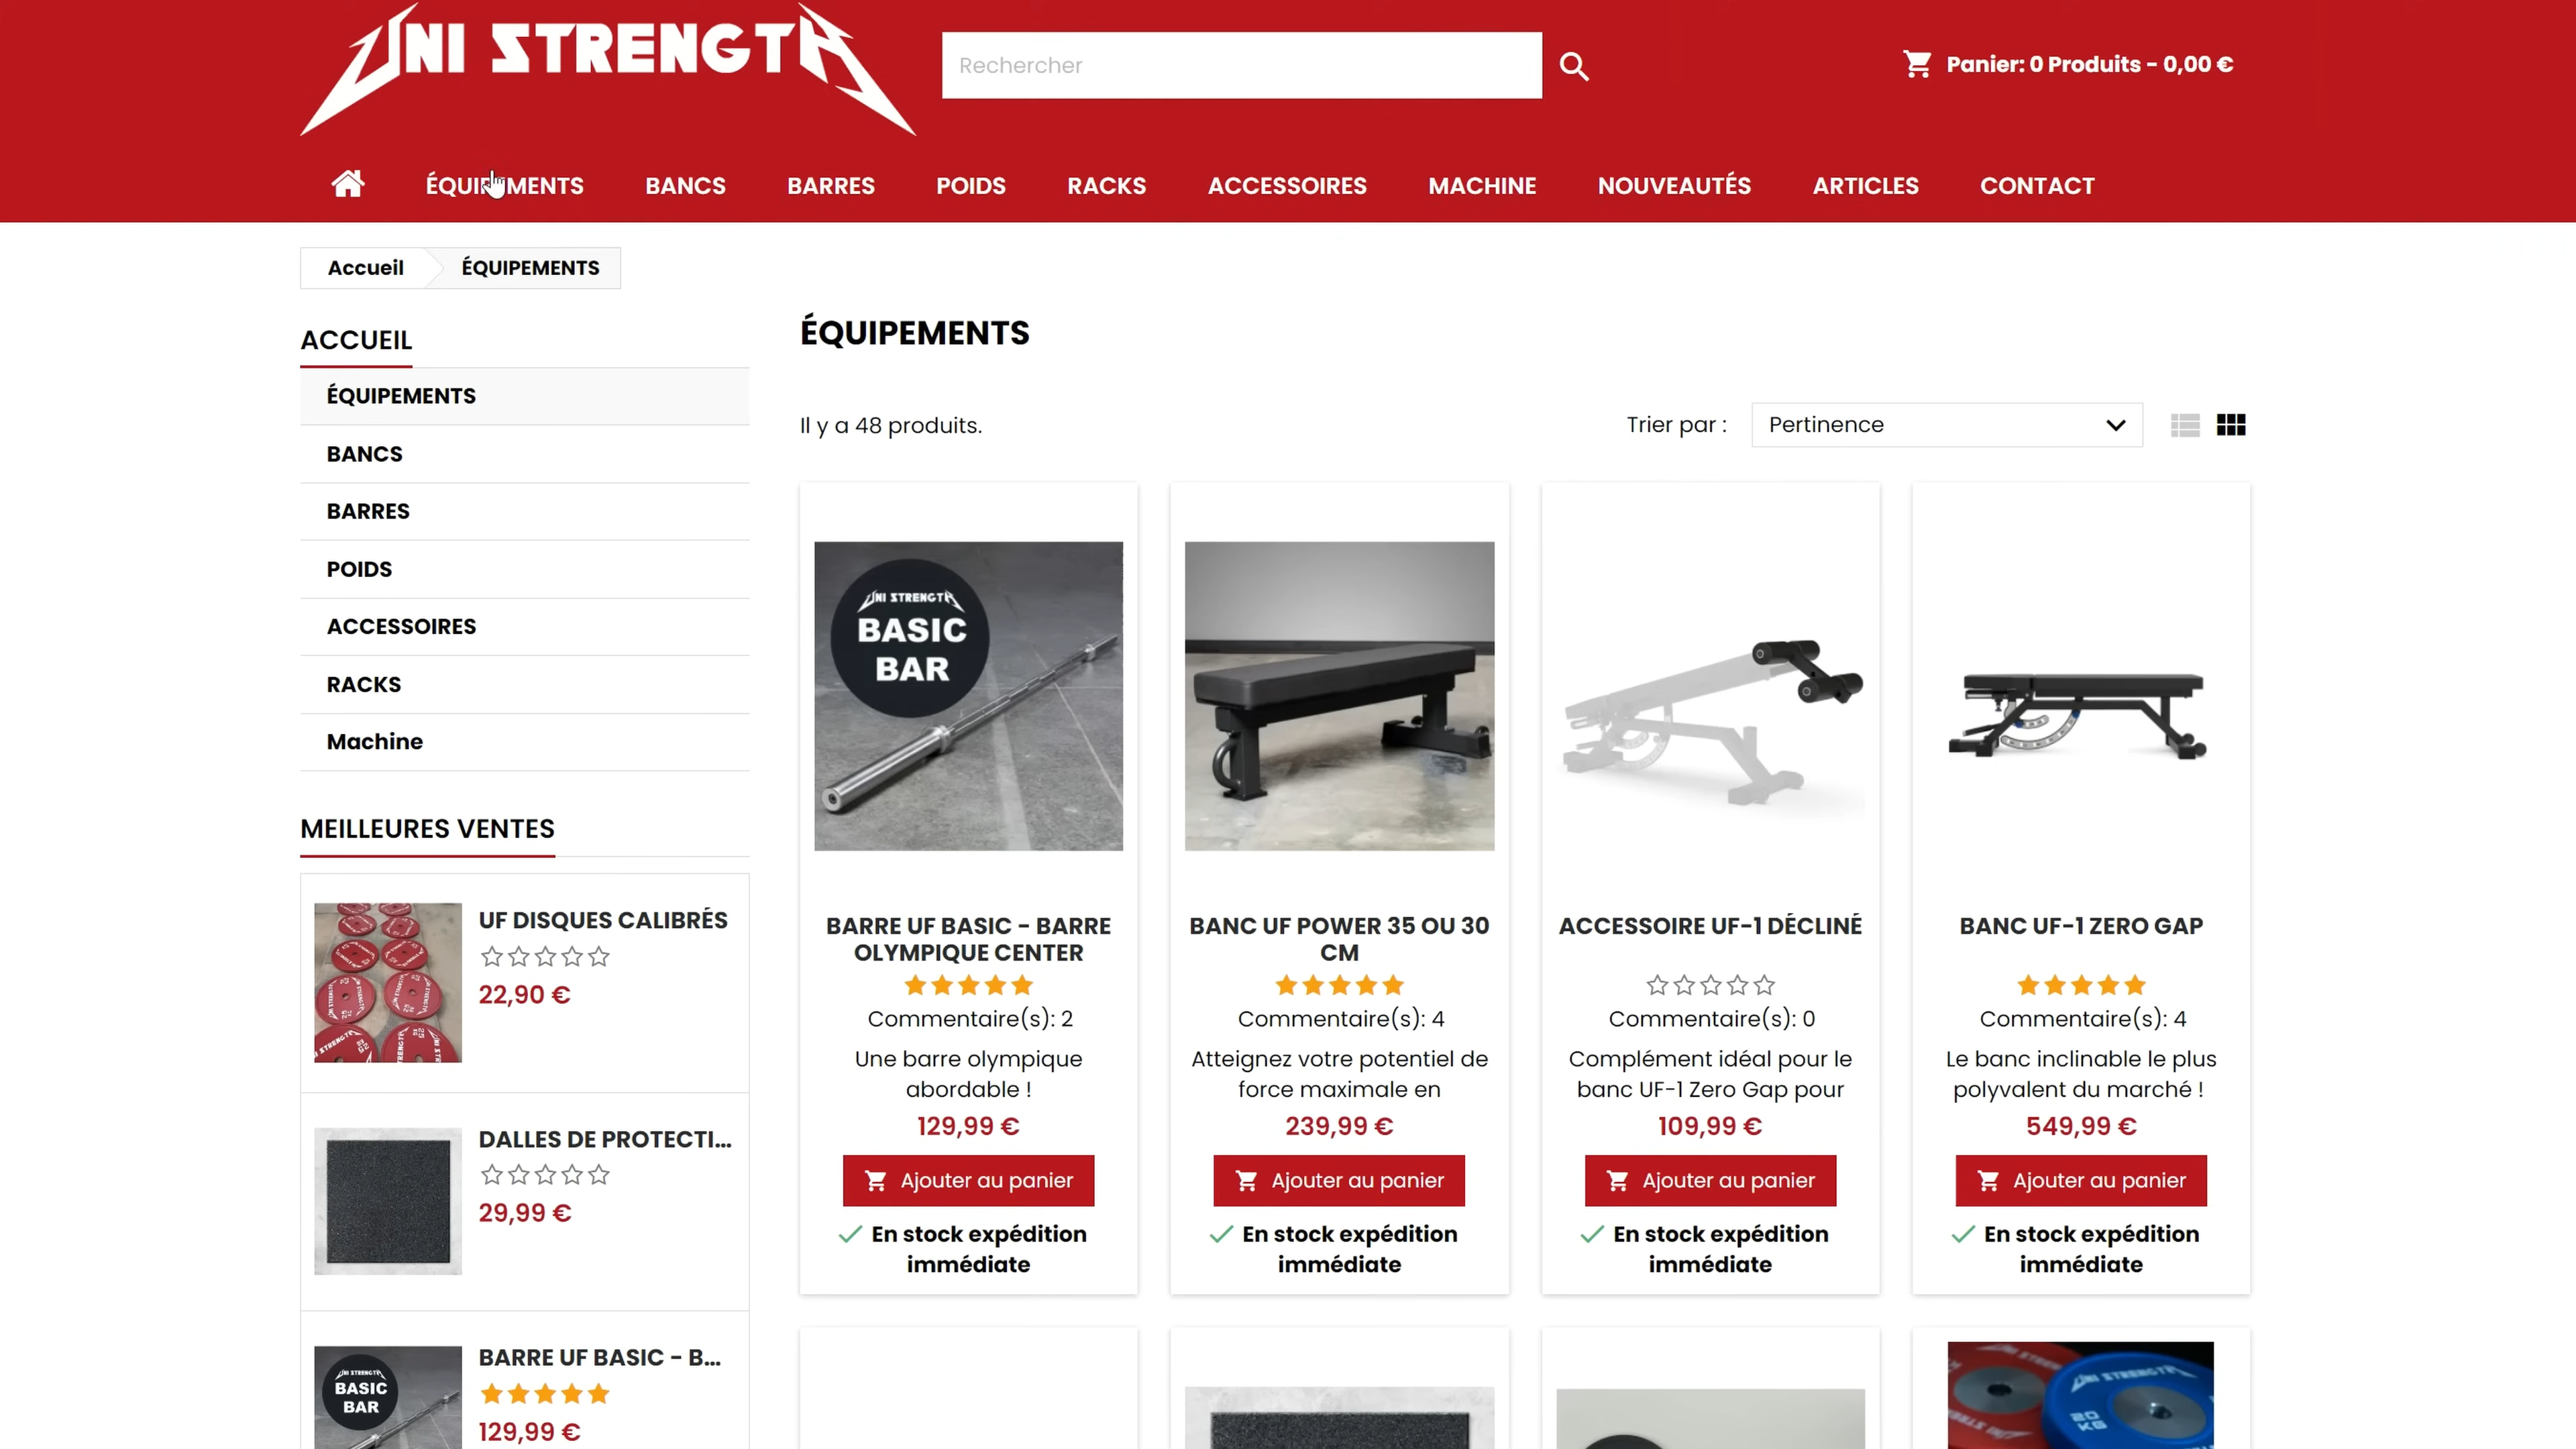 UNI STRENGTH
Rechercher
Panier: 0 Produits - 0,00 €
ÉQUIPEMENTS
BANCS
BARRES
POIDS
RACKS
ACCESSOIRES
MACHINE
NOUVEAUTÉS
ARTICLES
CONTACT
Accueil
ÉQUIPEMENTS
ACCUEIL
ÉQUIPEMENTS
BANCS
BARRES
POIDS
ACCESSOIRES
RACKS
Machine
MEILLEURES VENTES
UF DISQUES CALIBRÉS
22,90 €
DALLES DE PROTECTI...
29,99 €
UNI STRENGTH
BASIC
BAR
BARRE UF BASIC - B...
129,99 €
ÉQUIPEMENTS
Il y a 48 produits.
Trier par :
Pertinence
UNI STRENGTH
BASIC
BAR
BARRE UF BASIC - BARRE
OLYMPIQUE CENTER
Commentaire(s): 2
Une barre olympique
abordable !
129,99 €
Ajouter au panier
En stock expédition
immédiate
BANC UF POWER 35 OU 30
CM
Commentaire(s): 4
Atteignez votre potentiel de
force maximale en
239,99 €
Ajouter au panier
En stock expédition
immédiate
ACCESSOIRE UF-1 DÉCLINÉ
Commentaire(s): 0
Complément idéal pour le
banc UF-1 Zero Gap pour
109,99 €
Ajouter au panier
En stock expédition
immédiate
BANC UF-1 ZERO GAP
Commentaire(s): 4
Le banc inclinable le plus
polyvalent du marché !
549,99 €
Ajouter au panier
En stock expédition
immédiate
UNI STRENGTH
20
KG